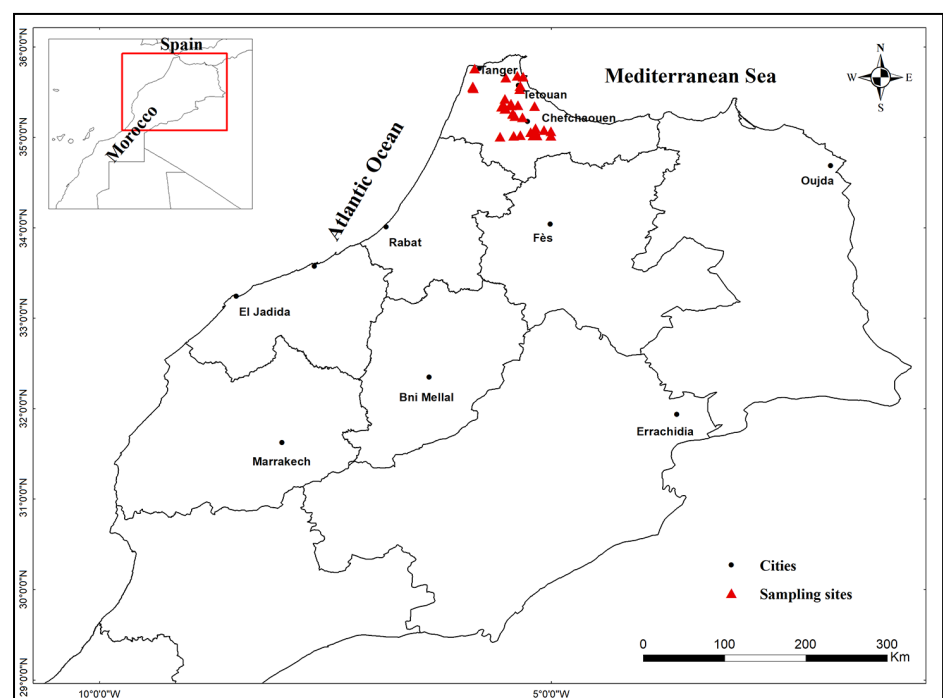 Spain
Morocco
Mediterranean Sea
Atlantic Ocean
N
W
E
S
Tanger
Tetouan
Chefchaouen
Oujda
Rabat
Fès
El Jadida
Bni Mellal
Errachidia
Marrakech
Cities
Sampling sites
0 100 200 300
Km
36°0'0"N
35°0'0"N
34°0'0"N
33°0'0"N
32°0'0"N
31°0'0"N
30°0'0"N
29°0'0"N
10°0'0"W
5°0'0"W